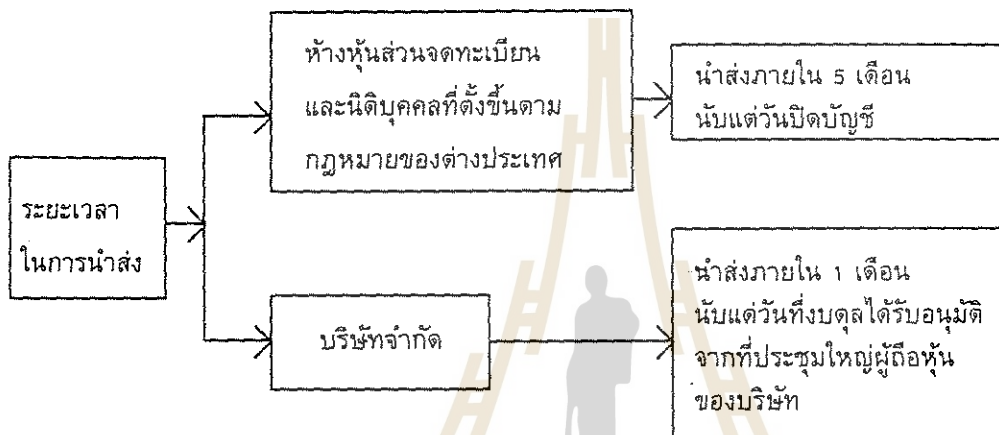 ห้างหุ้นส่วนจดทะเบียน
และนิติบุคคลที่ตั้งขึ้นตาม
กฎหมายของต่างประเทศ
นำส่งภายใน 5 เดือน
นับแต่วันปิดบัญชี
ระยะเวลา
ในการนำส่ง
บริษัทจำกัด
นำส่งภายใน 1 เดือน
นับแต่วันที่งบดุลได้รับอนุมัติ
จากที่ประชุมใหญ่ผู้ถือหุ้น
ของบริษัท